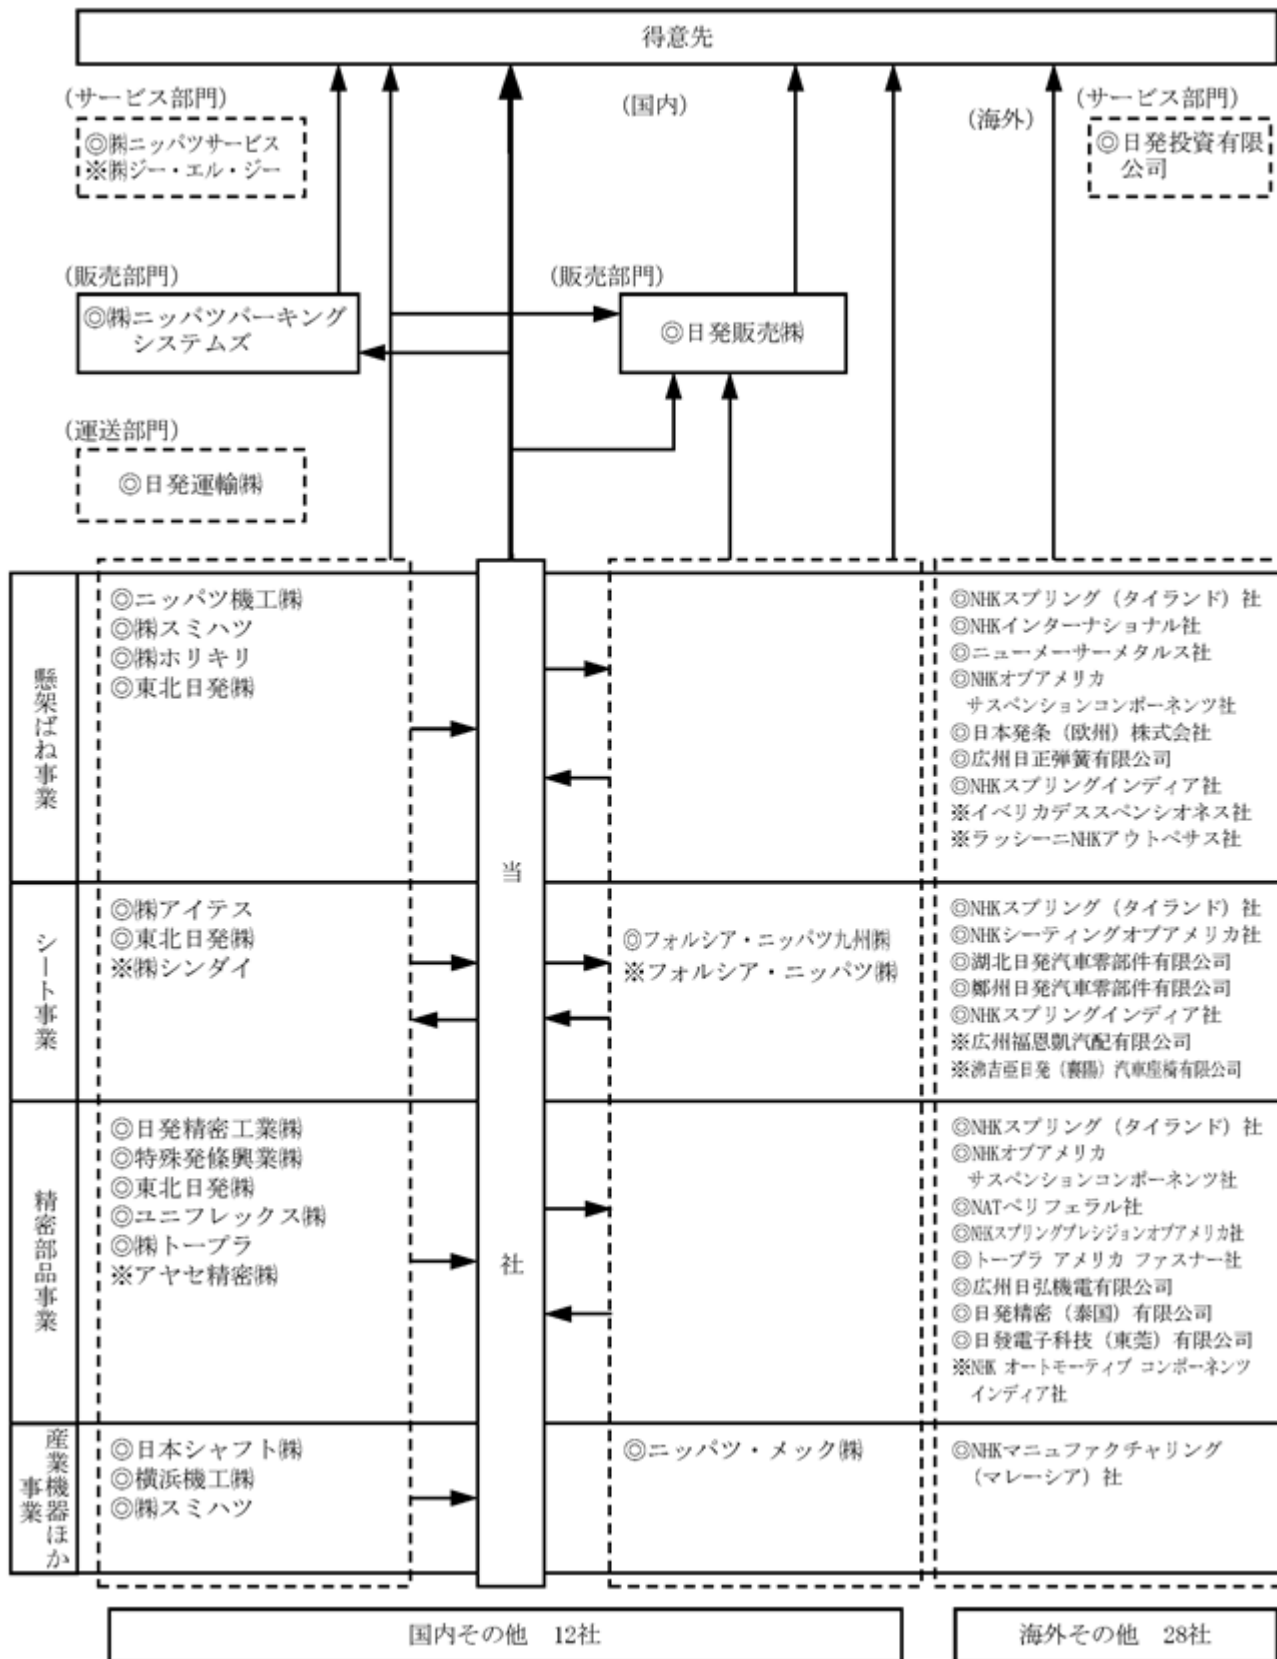 得意先
(サービス部門)
(国内)
(海外)
(サービス部門)
◎㈱ニッパツサービス
※㈱ジー・エル・ジー
◎日発投資有限
公司
(販売部門)
(販売部門)
◎㈱ニッパツパーキング
システムズ
◎日発販売㈱
(運送部門)
◎日発運輸㈱
当社
懸架ばね事業
◎ニッパツ機工㈱
◎㈱スミハツ
◎㈱ホリキリ
◎東北日発㈱
◎NHKスプリング（タイランド）社
◎NHKインターナショナル社
◎ニューメーサーメタルス社
◎NHKオブアメリカ
サスペンションコンポーネンツ社
◎日本発条（欧州）株式会社
◎広州日正弾簧有限公司
◎NHKスプリングインディア社
※イベリカデススペンシオネス社
※ラッシーニNHKアウトペサス社
シート事業
◎㈱アイテス
◎東北日発㈱
※㈱シンダイ
◎フォルシア・ニッパツ九州㈱
※フォルシア・ニッパツ㈱
◎NHKスプリング（タイランド）社
◎NHKシーティングオブアメリカ社
◎湖北日発汽車零部件有限公司
◎鄭州日発汽車零部件有限公司
◎NHKスプリングインディア社
※広州福恩凱汽配有限公司
※沸吉亜日発（襄陽）汽車座椅有限公司
精密部品事業
◎日発精密工業㈱
◎特殊発條興業㈱
◎東北日発㈱
◎ユニフレックス㈱
◎㈱トープラ
※アヤセ精密㈱
◎NHKスプリング（タイランド）社
◎NHKオブアメリカ
サスペンションコンポーネンツ社
◎NATペリフェラル社
◎NHKスプリングプレシジョンオブアメリカ社
◎トープラ アメリカ ファスナー社
◎広州日弘機電有限公司
◎日発精密（泰国）有限公司
◎日發電子科技（東莞）有限公司
※NHK オートモーティブ コンポーネンツ
インディア社
産業機器ほか
事業
◎日本シャフト㈱
◎横浜機工㈱
◎㈱スミハツ
◎ニッパツ・メック㈱
◎NHKマニュファクチャリング
（マレーシア）社
国内その他　12社
海外その他　28社